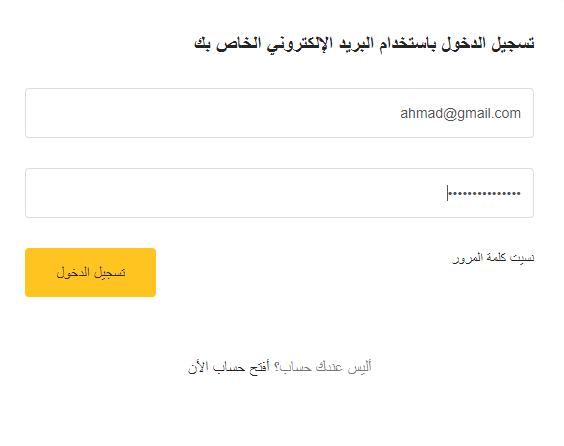 تسجيل الدخول باستخدام البريد الإلكتروني الخاص بك
ahmad@gmail.com
•••••••••••••••
نسيت كلمة المرور
تسجيل الدخول
أليس عندك حساب؟ أفتح حساب الأن